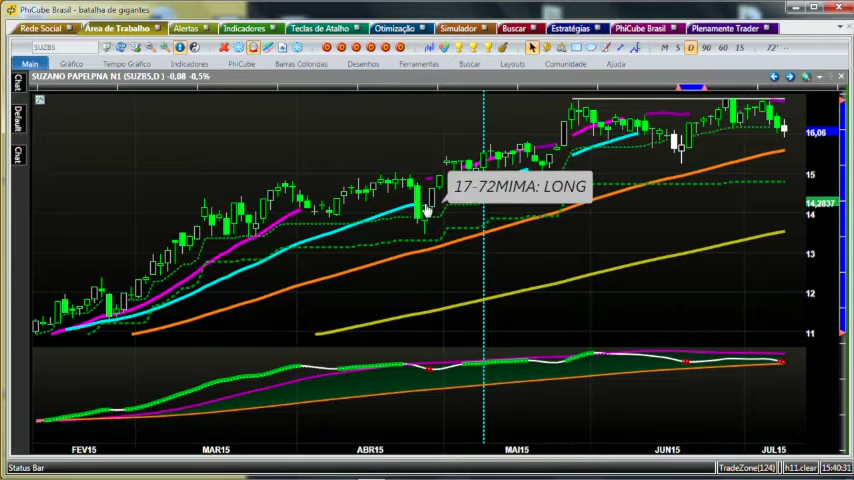 PhiCube Brasil - batalha de gigantes
Rede Social Área de Trabalho Alertas Indicadores Teclas de Atalho Otimização Simulador Buscar Estratégias PhiCube Brasil Plenamente Trader
SUZB5 M S D 90 60 15 72'
Main Gráfico Tempo Gráfico Indicadores PhiCube Barras Coloridas Desenhos Ferramentas Buscar Layouts Comunidade Ajuda
SUZANO PAPELPNA N1 (SUZB5,D ) -0,08 -0,5%
Chat
Default
Chat
17-72MIMA: LONG
16,06
15
14,2837
14
13
12
11
FEV15 MAR15 ABR15 MAI15 JUN15 JUL15
Status Bar TradeZone(124) h11.clear 15:40:31